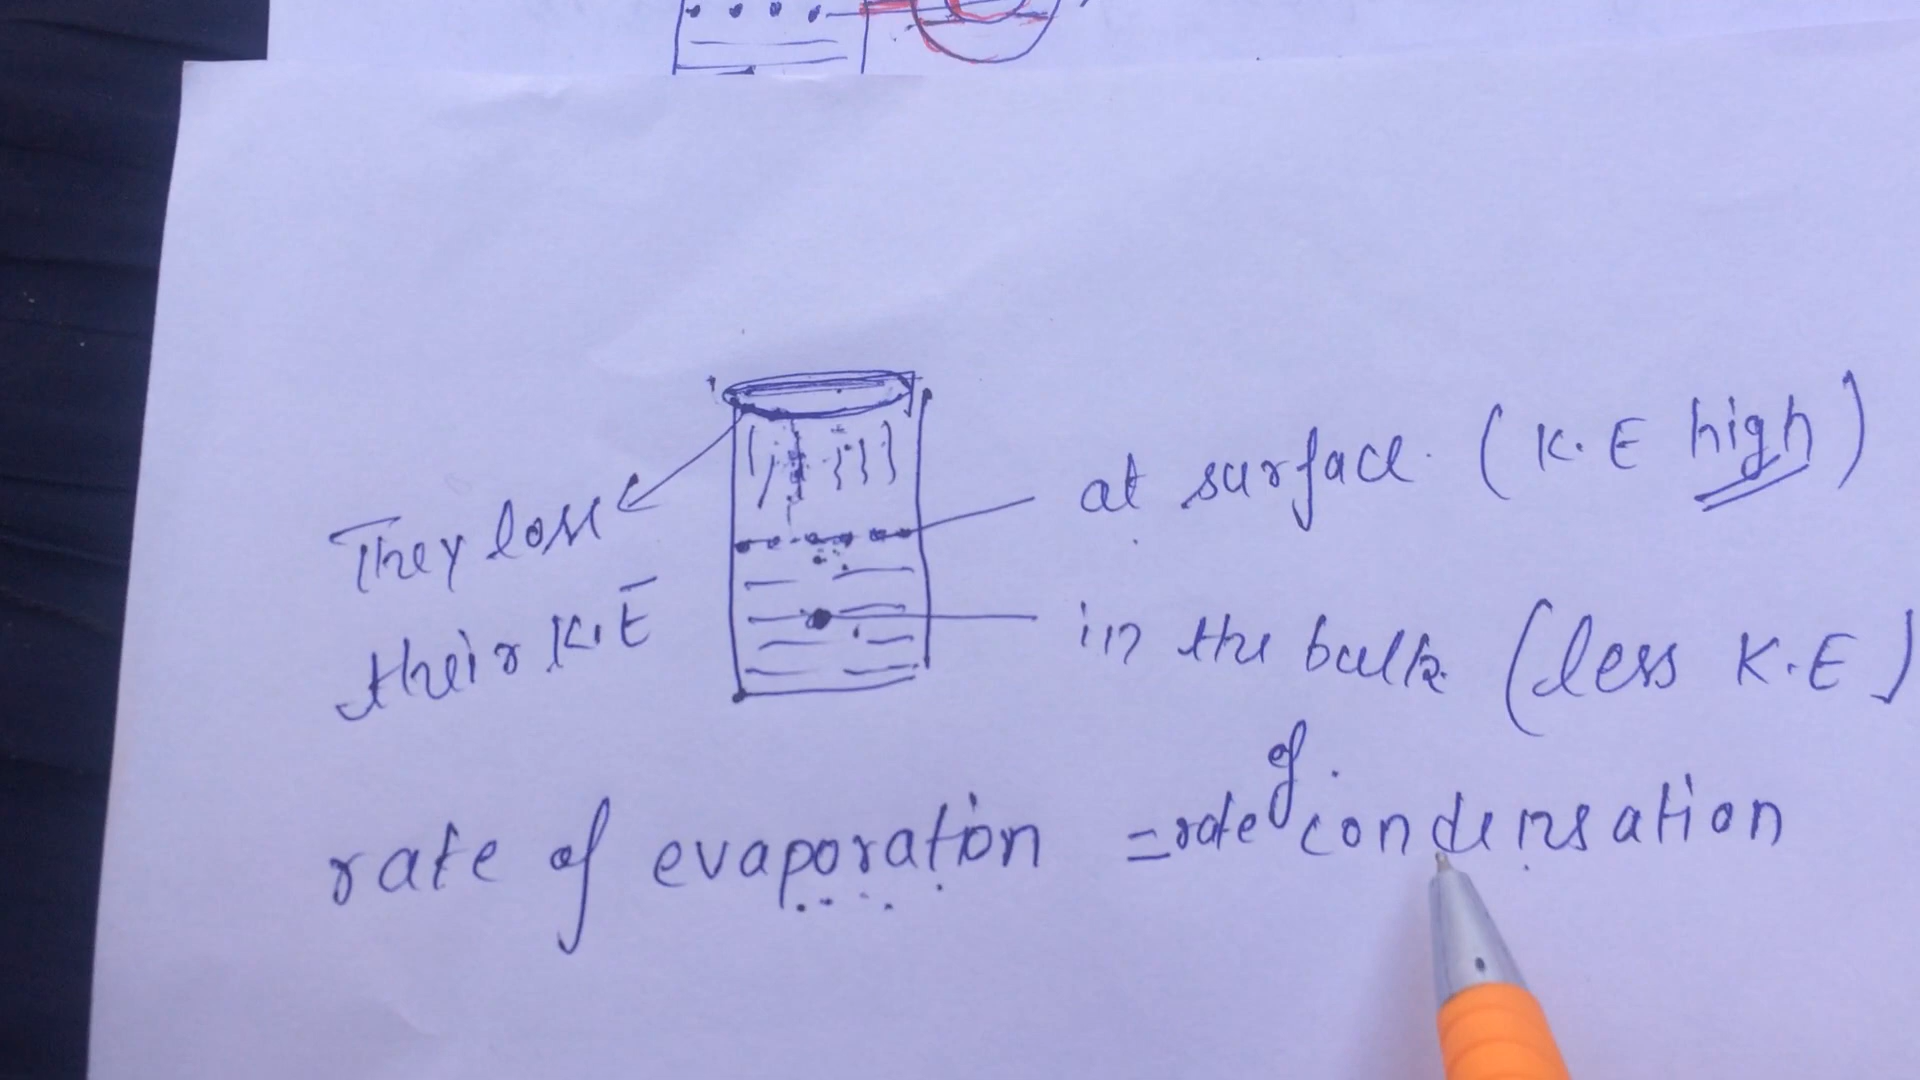 at surface. (K.E high)
They loss
their K.E
in the bulk (less K.E)
rate of evaporation = rate of condensation